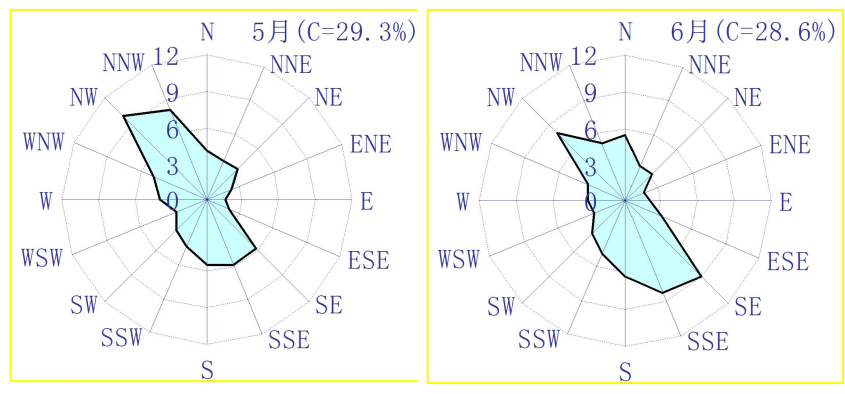 5月(C=29.3%)
N
NNE
NE
ENE
E
ESE
SE
SSE
S
SSW
SW
WSW
W
WNW
NW
NNW
12
9
6
3
0
6月(C=28.6%)
N
NNE
NE
ENE
E
ESE
SE
SSE
S
SSW
SW
WSW
W
WNW
NW
NNW
12
9
6
3
0